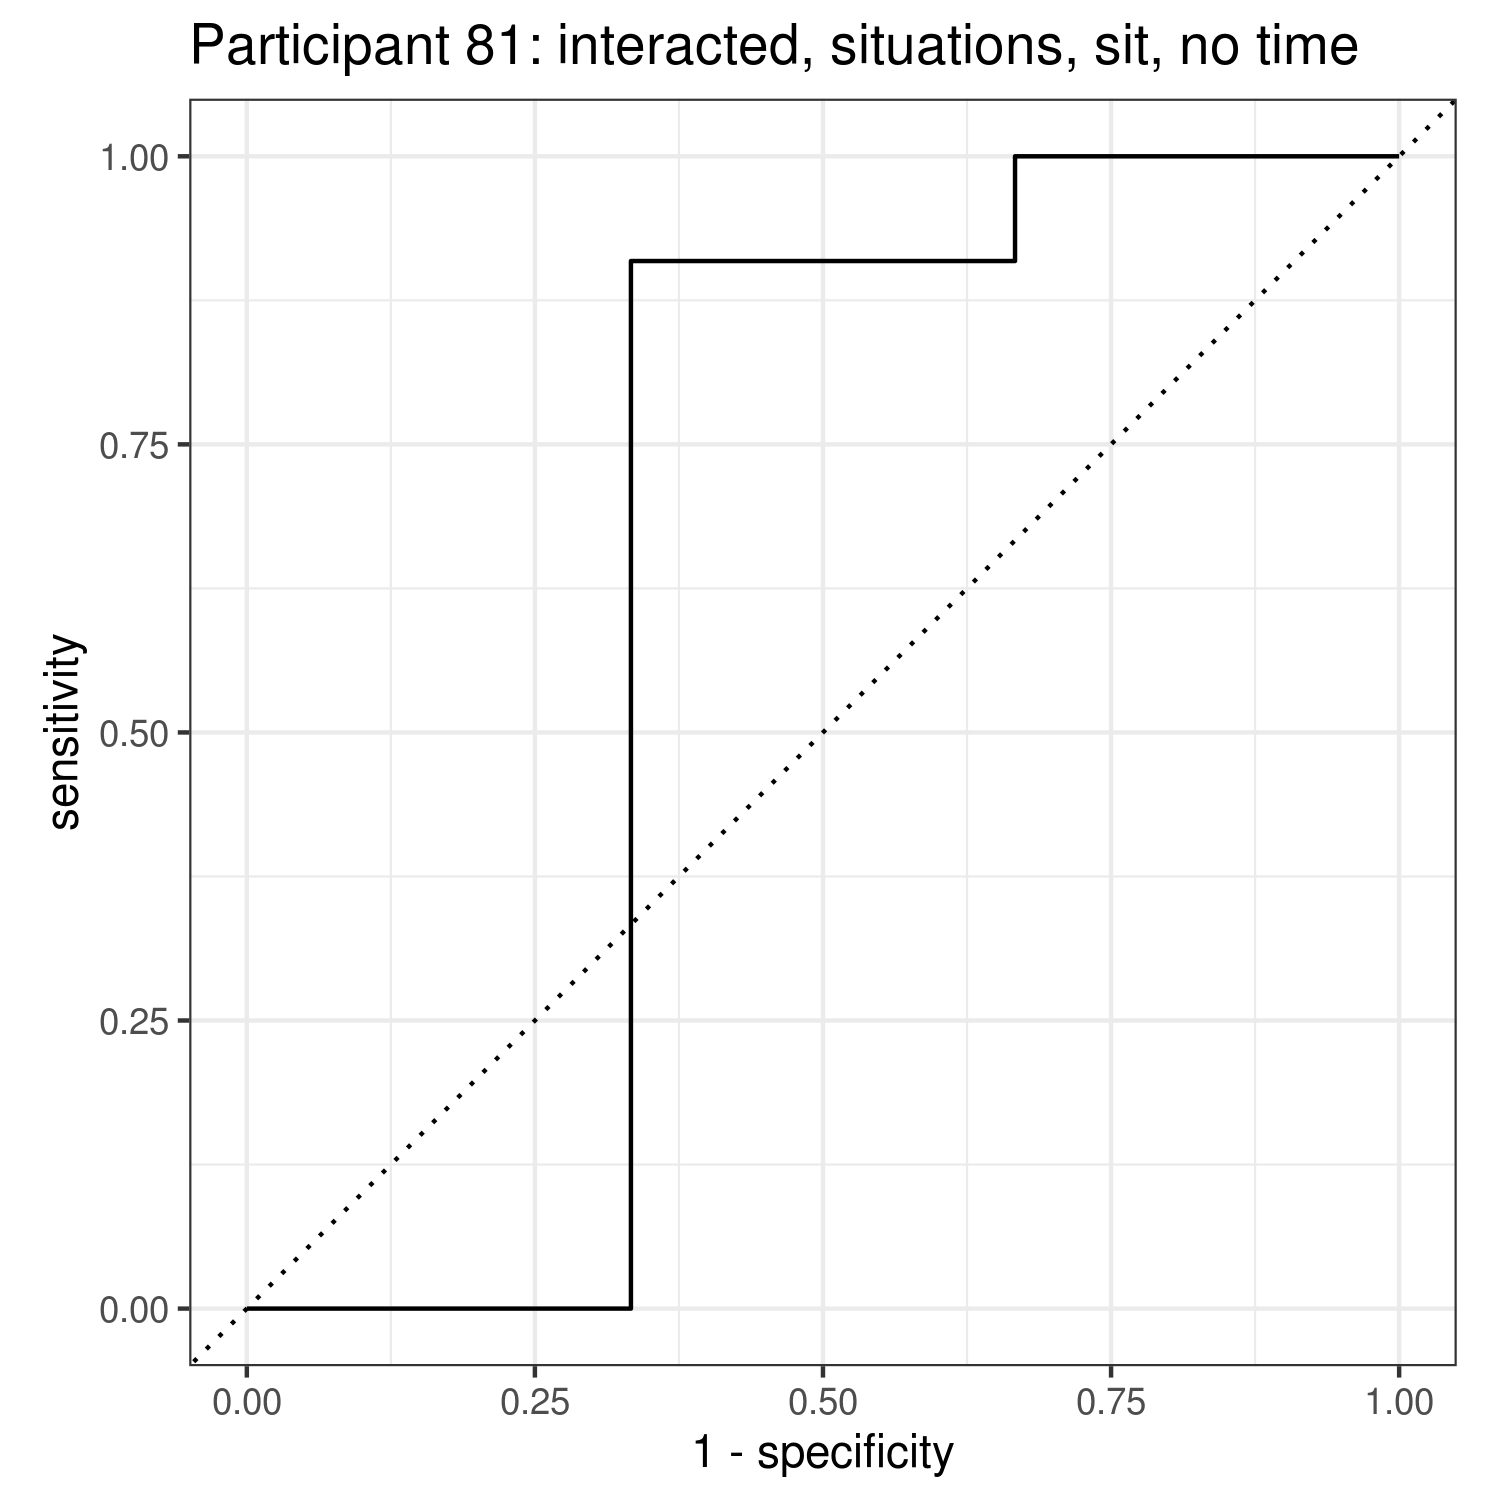 Participant 81: interacted, situations, sit, no time
1.00
0.75
0.50
0.25
0.00
sensitivity
0.00 0.25 0.50 0.75 1.00
1 - specificity